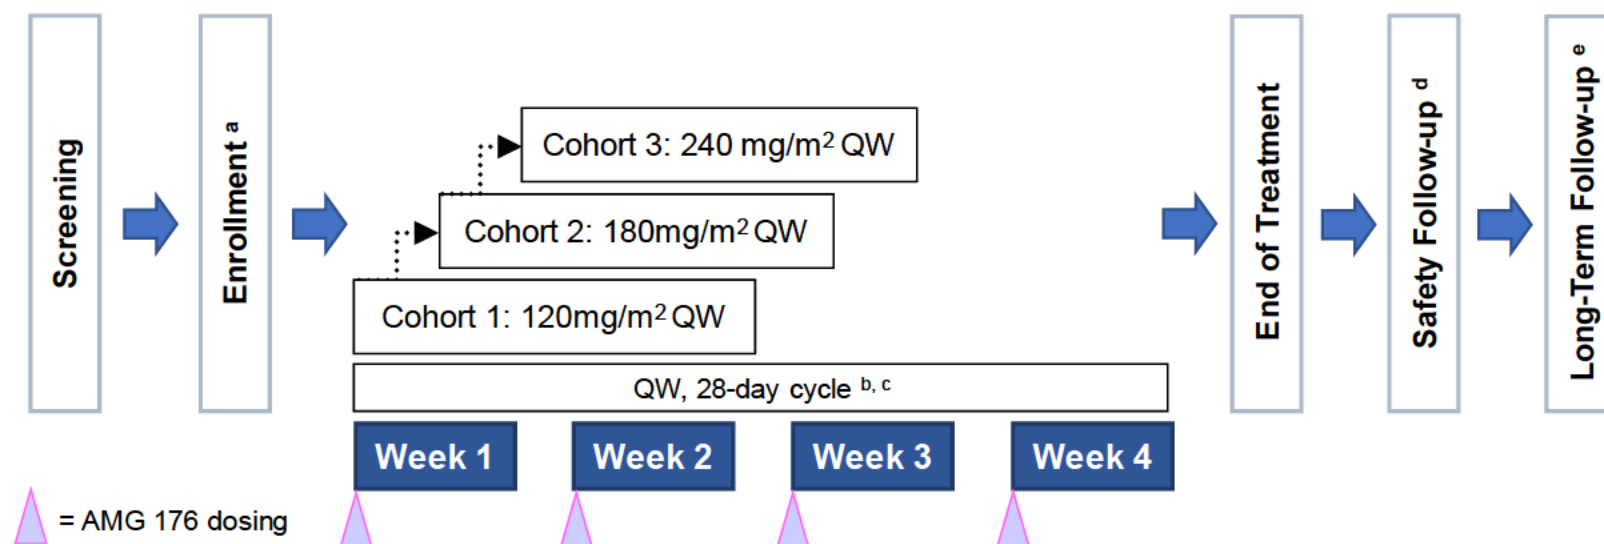 Screening
Enrollment a
Cohort 3: 240 mg/m2 QW
Cohort 2: 180mg/m2 QW
Cohort 1: 120mg/m2 QW
QW, 28-day cycle b, c
Week 1
Week 2
Week 3
Week 4
End of Treatment
Safety Follow-up d
Long-Term Follow-up e
= AMG 176 dosing